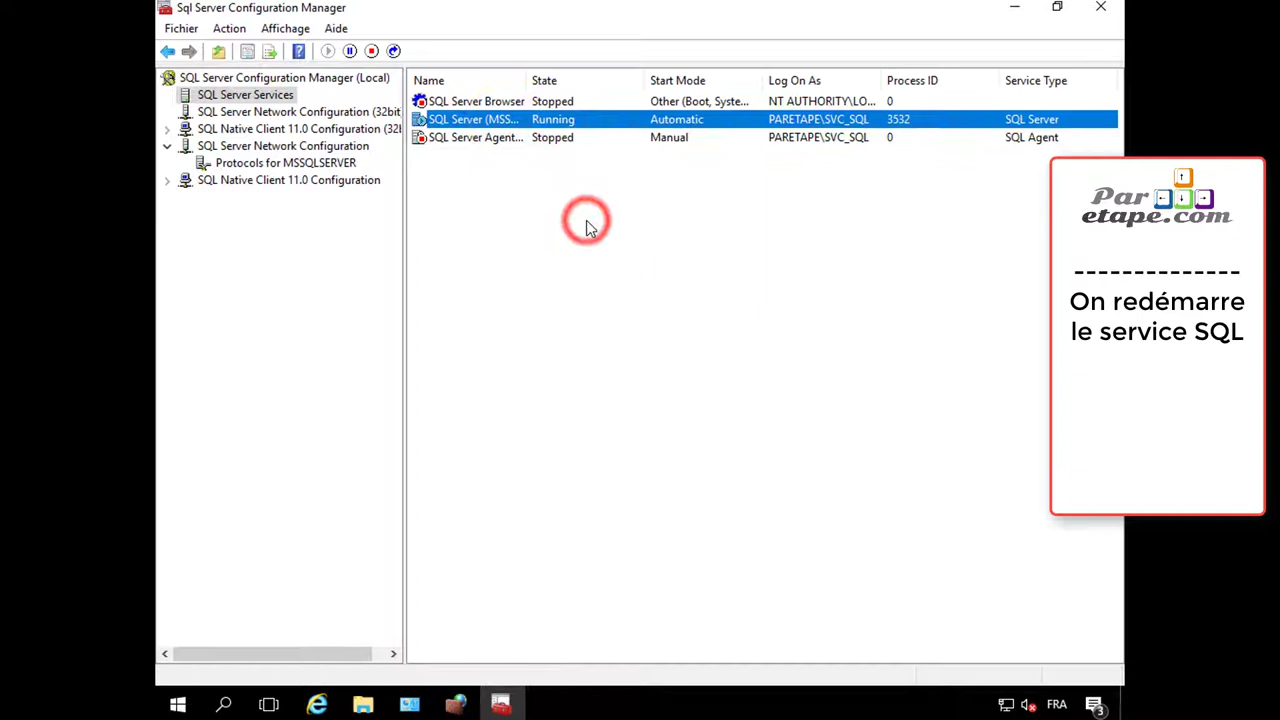 Sql Server Configuration Manager
Fichier Action Affichage Aide
SQL Server Configuration Manager (Local)
SQL Server Services
SQL Server Network Configuration (32bit
SQL Native Client 11.0 Configuration (32b
SQL Server Network Configuration
Protocols for MSSQLSERVER
SQL Native Client 11.0 Configuration
Name State Start Mode Log On As Process ID Service Type
SQL Server Browser Stopped Other (Boot, Syste... NT AUTHORITY\LO... 0
SQL Server (MSS... Running Automatic PARETAPE\SVC_SQL 3532 SQL Server
SQL Server Agent... Stopped Manual PARETAPE\SVC_SQL 0 SQL Agent
Par
etape.com
--------------
On redémarre
le service SQL
FRA
3